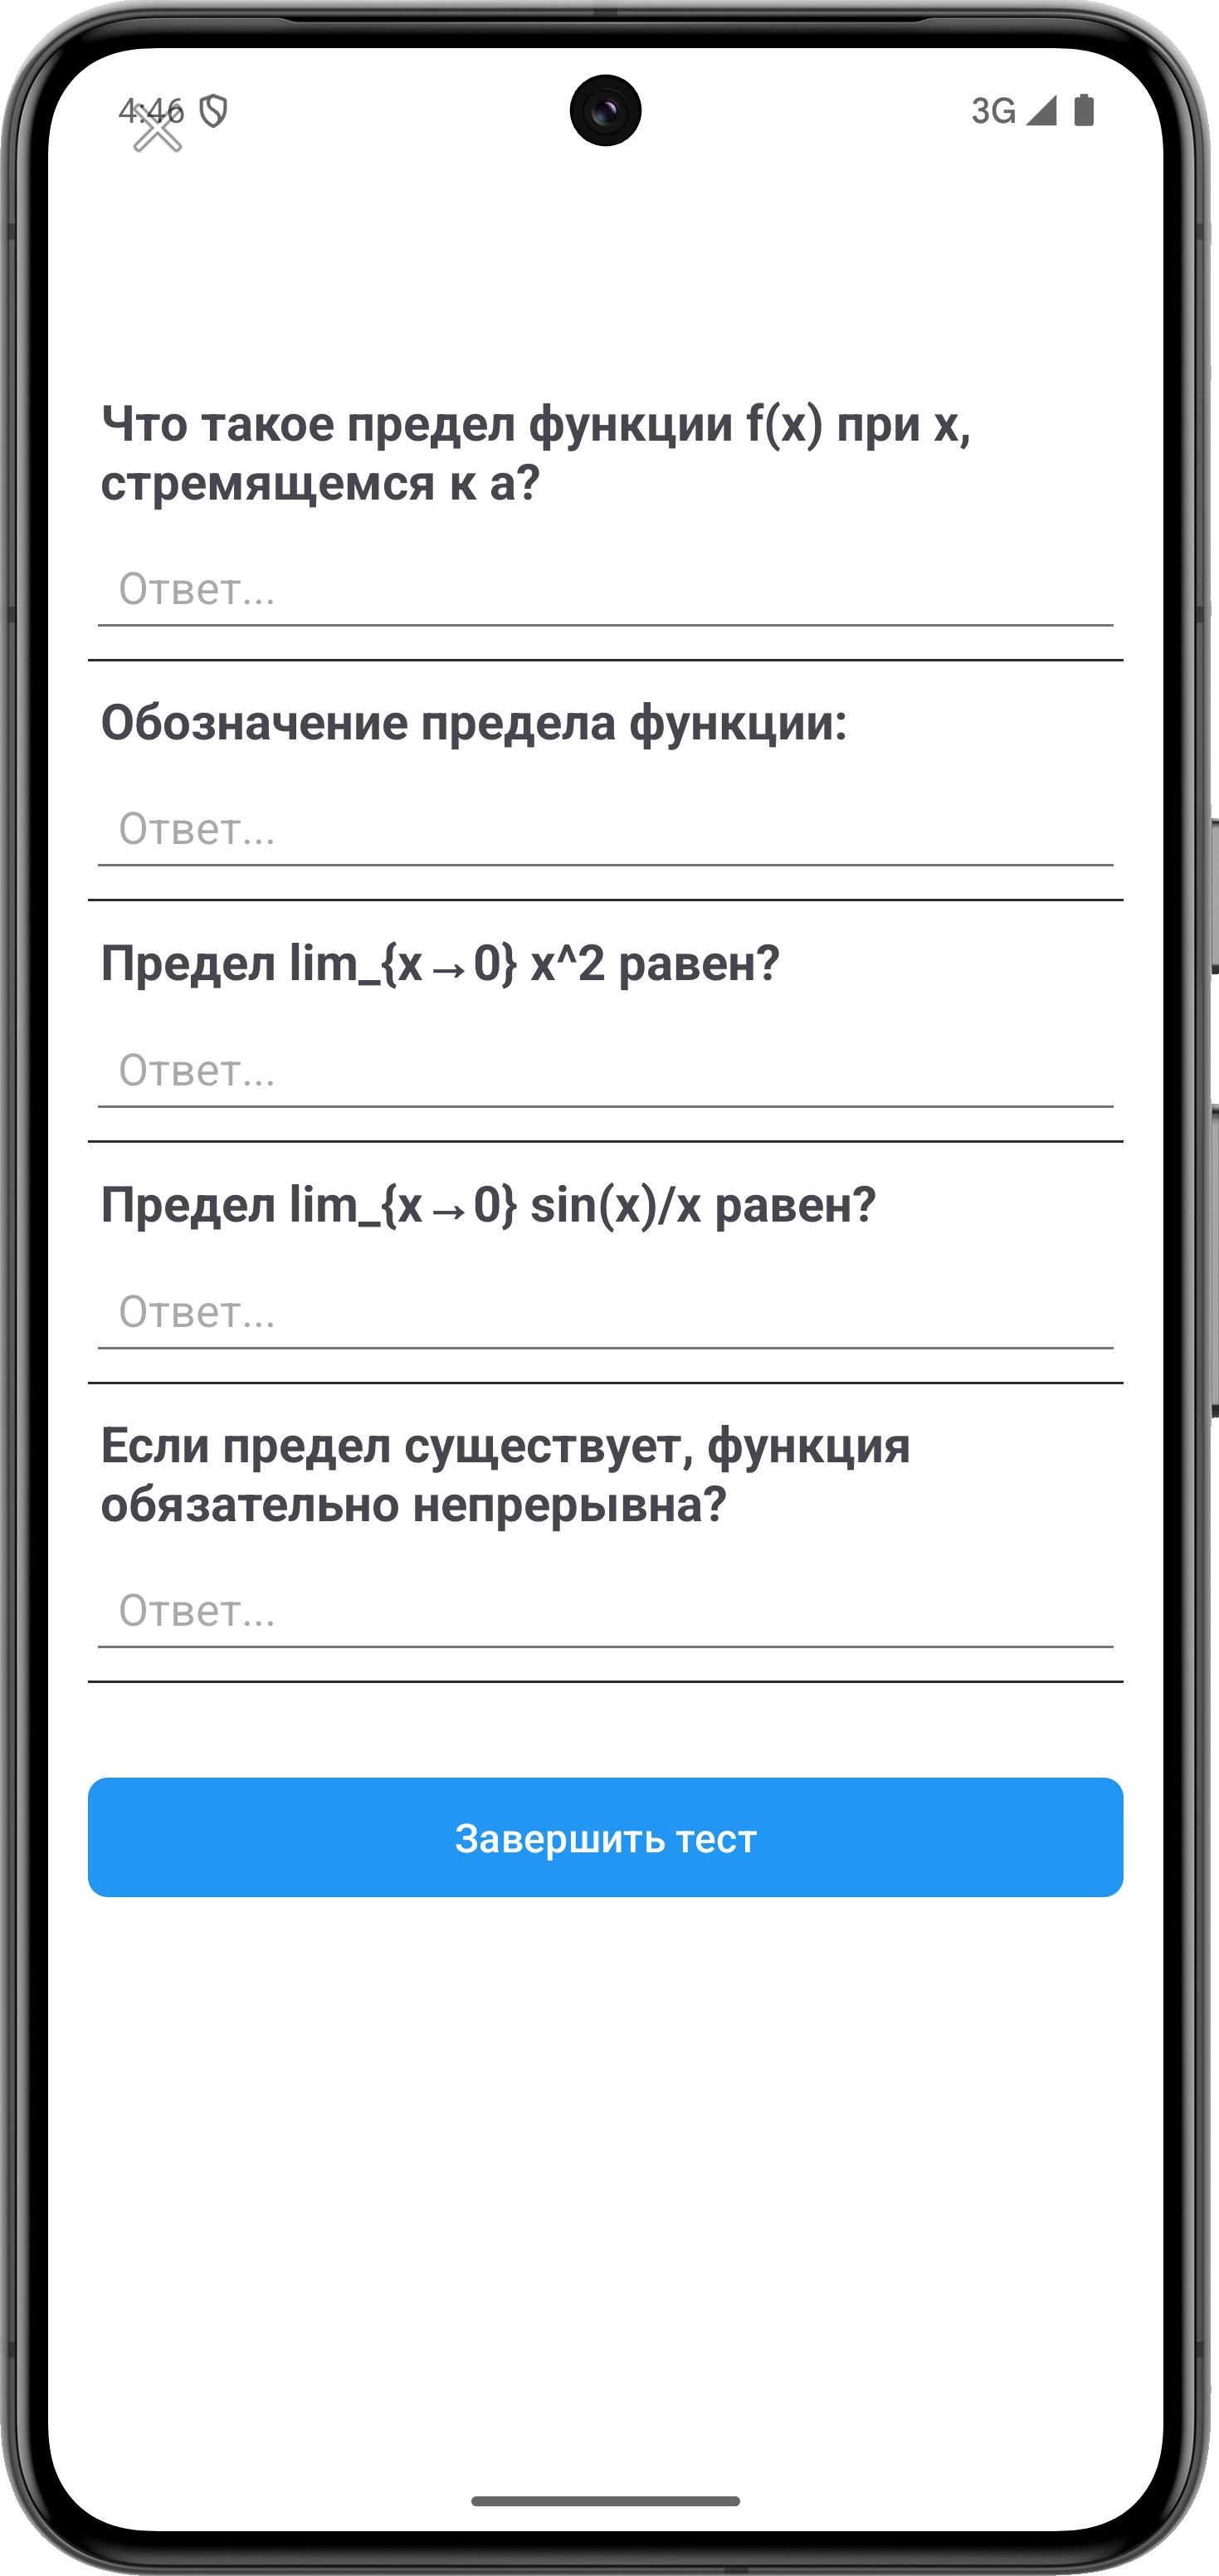 4:46
3G
Что такое предел функции f(x) при x,
стремящемся к a?
Ответ...
Обозначение предела функции:
Ответ...
Предел lim_{x→0} x^2 равен?
Ответ...
Предел lim_{x→0} sin(x)/x равен?
Ответ...
Если предел существует, функция
обязательно непрерывна?
Ответ...
Завершить тест